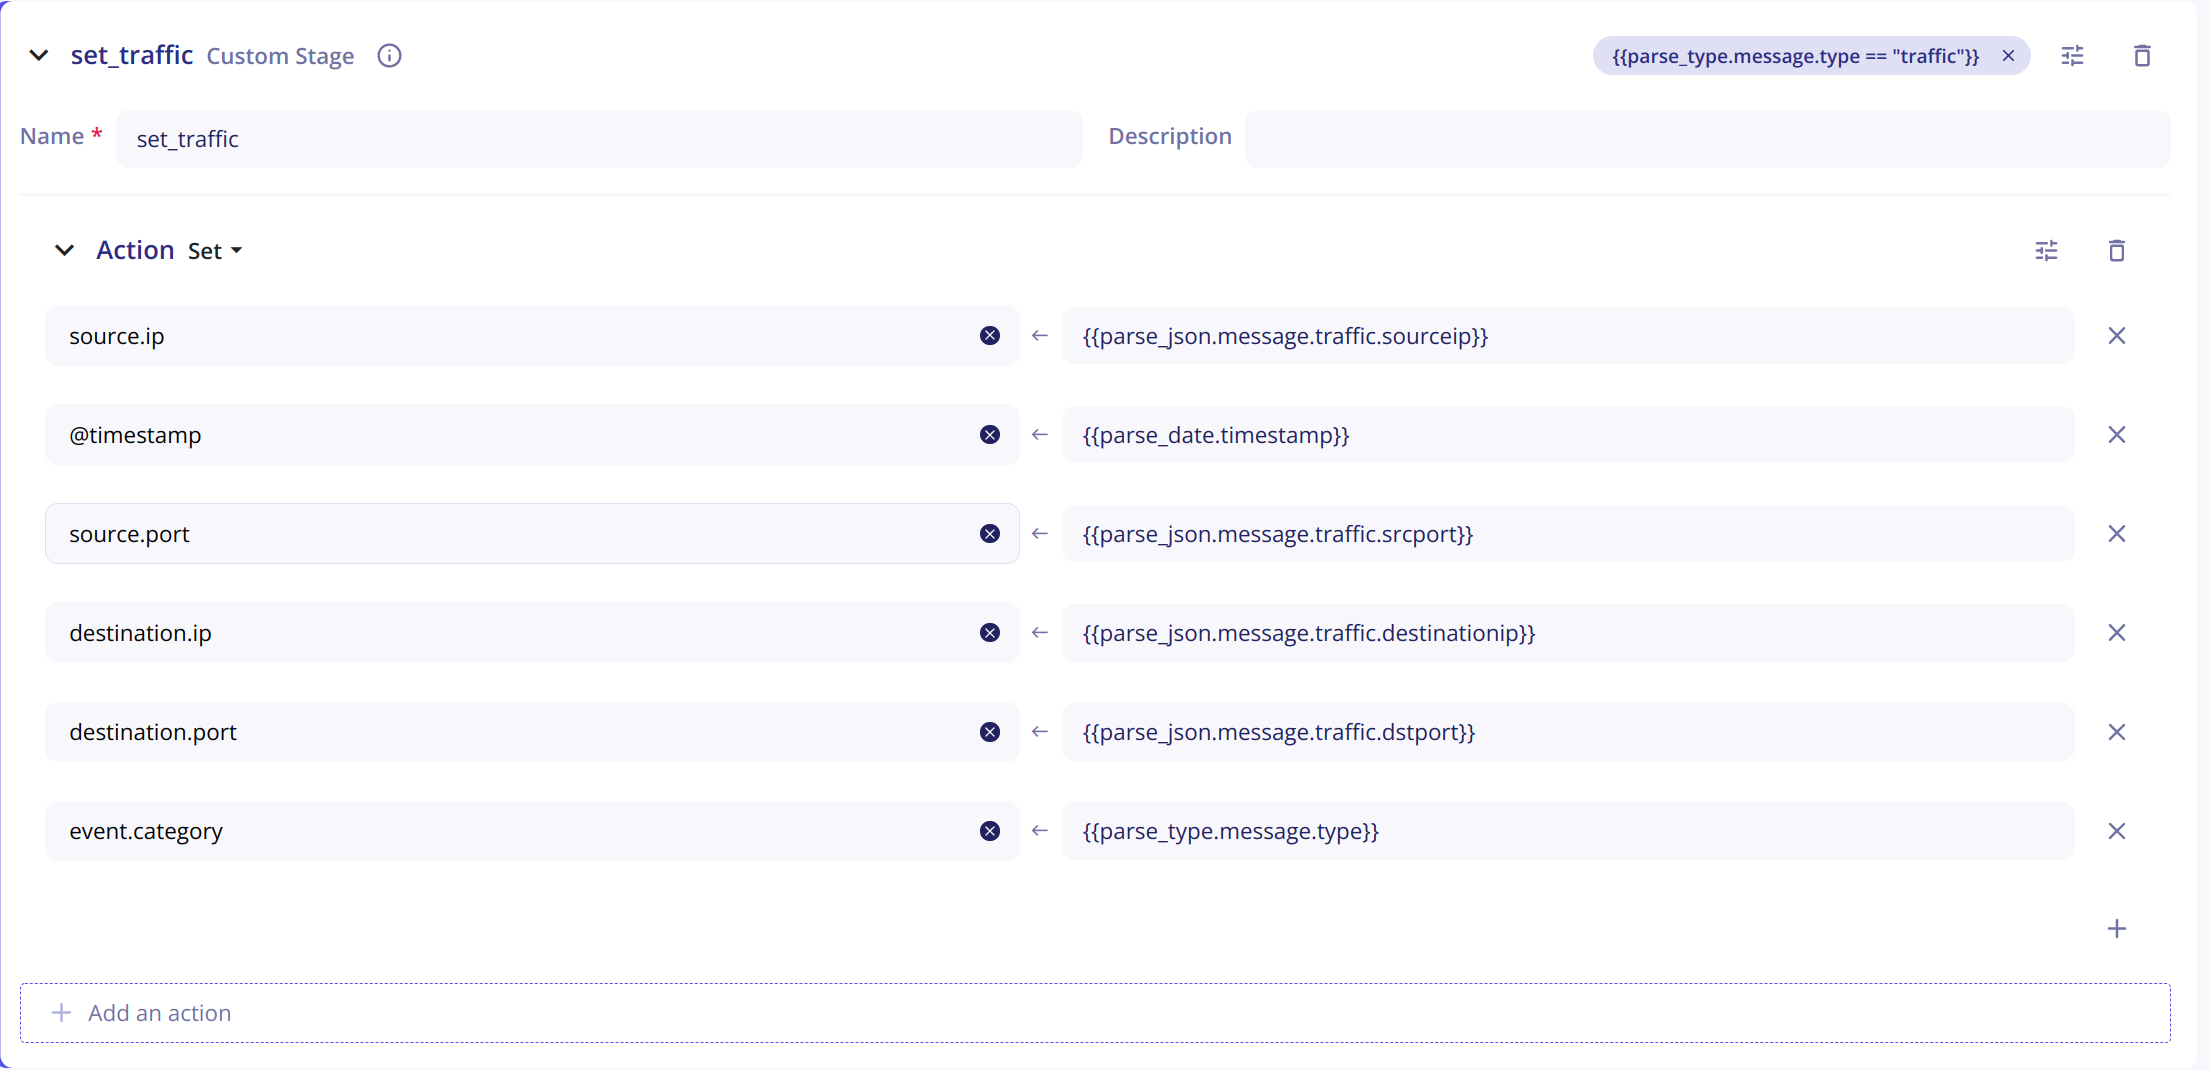 set_traffic Custom Stage {{parse_type.message.type == "traffic"}}
Name * set_traffic Description
Action Set
source.ip {{parse_json.message.traffic.sourceip}}
@timestamp {{parse_date.timestamp}}
source.port {{parse_json.message.traffic.srcport}}
destination.ip {{parse_json.message.traffic.destinationip}}
destination.port {{parse_json.message.traffic.dstport}}
event.category {{parse_type.message.type}}
Add an action